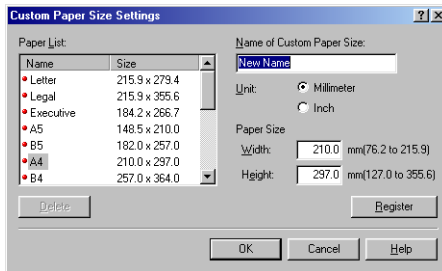 Custom Paper Size Settings
Paper List:
Name Size
Letter 215.9 x 279.4
Legal 215.9 x 355.6
Executive 184.2 x 266.7
A5 148.5 x 210.0
B5 182.0 x 257.0
A4 210.0 x 297.0
B4 257.0 x 364.0
Delete
Name of Custom Paper Size:
New Name
Unit: Millimeter
Inch
Paper Size
Width: 210.0 mm(76.2 to 215.9)
Height: 297.0 mm(127.0 to 355.6)
Register
OK Cancel Help